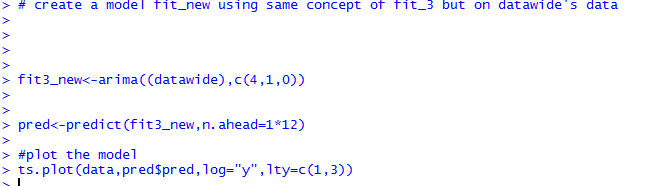 > # create a model fit_new using same concept of fit_3 but on datawide's data
>
>
>
>
> fit3_new<-arima((datawide),c(4,1,0))
>
>
> pred<-predict(fit3_new,n.ahead=1*12)
>
> #plot the model
> ts.plot(data,pred$pred,log="y",lty=c(1,3))
>